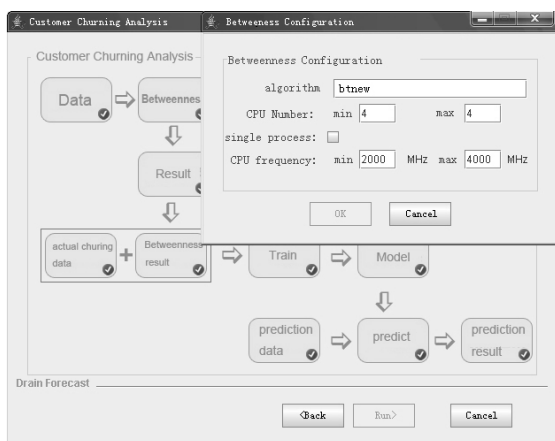 Customer Churning Analysis
Betweeness Configuration
Customer Churning Analysis
Data
Betweennes
Result
actual churing
data
+
Betweenness
result
Train
Model
prediction
data
predict
prediction
result
Betweenness Configuration
algorithm btnew
CPU Number: min 4 max 4
single process:
CPU frequency: min 2000 MHz max 4000 MHz
OK Cancel
Drain Forecast
<Back Run> Cancel